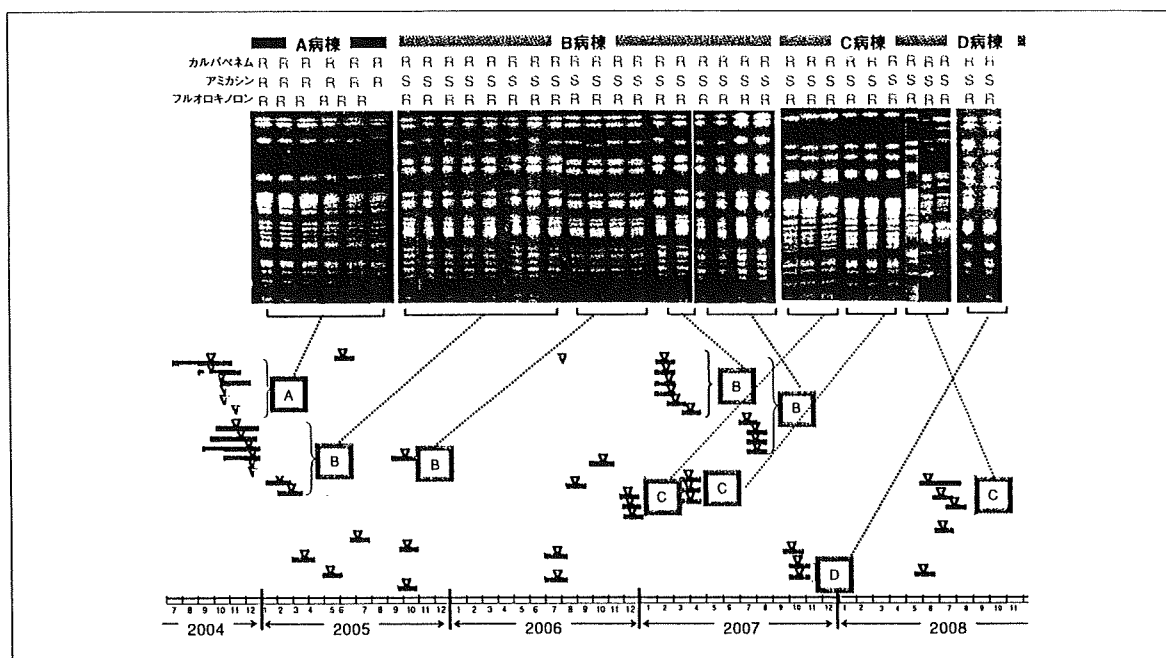 A病棟 B病棟 C病棟 D病棟
カルバペネム R R R R R R R R R R R R R R R R R R R R R R R R R R R R R R R R R R R
アミカシン R R R R R R S S S S S S S S S S S S S S S S S S S S S S S S S S S S S
フルオロキノロン R R R R R R R R R R R R R R R R R R R R R R R R R R R R R R R R R R R
A
B
B
B
B
C
C
C
D
7 8 9 10 11 12 1 2 3 4 5 6 7 8 9 10 11 12 1 2 3 4 5 6 7 8 9 10 11 12 1 2 3 4 5 6 7 8 9 10 11 12 1 2 3 4 5 6 7 8 9 10 11
2004 2005 2006 2007 2008